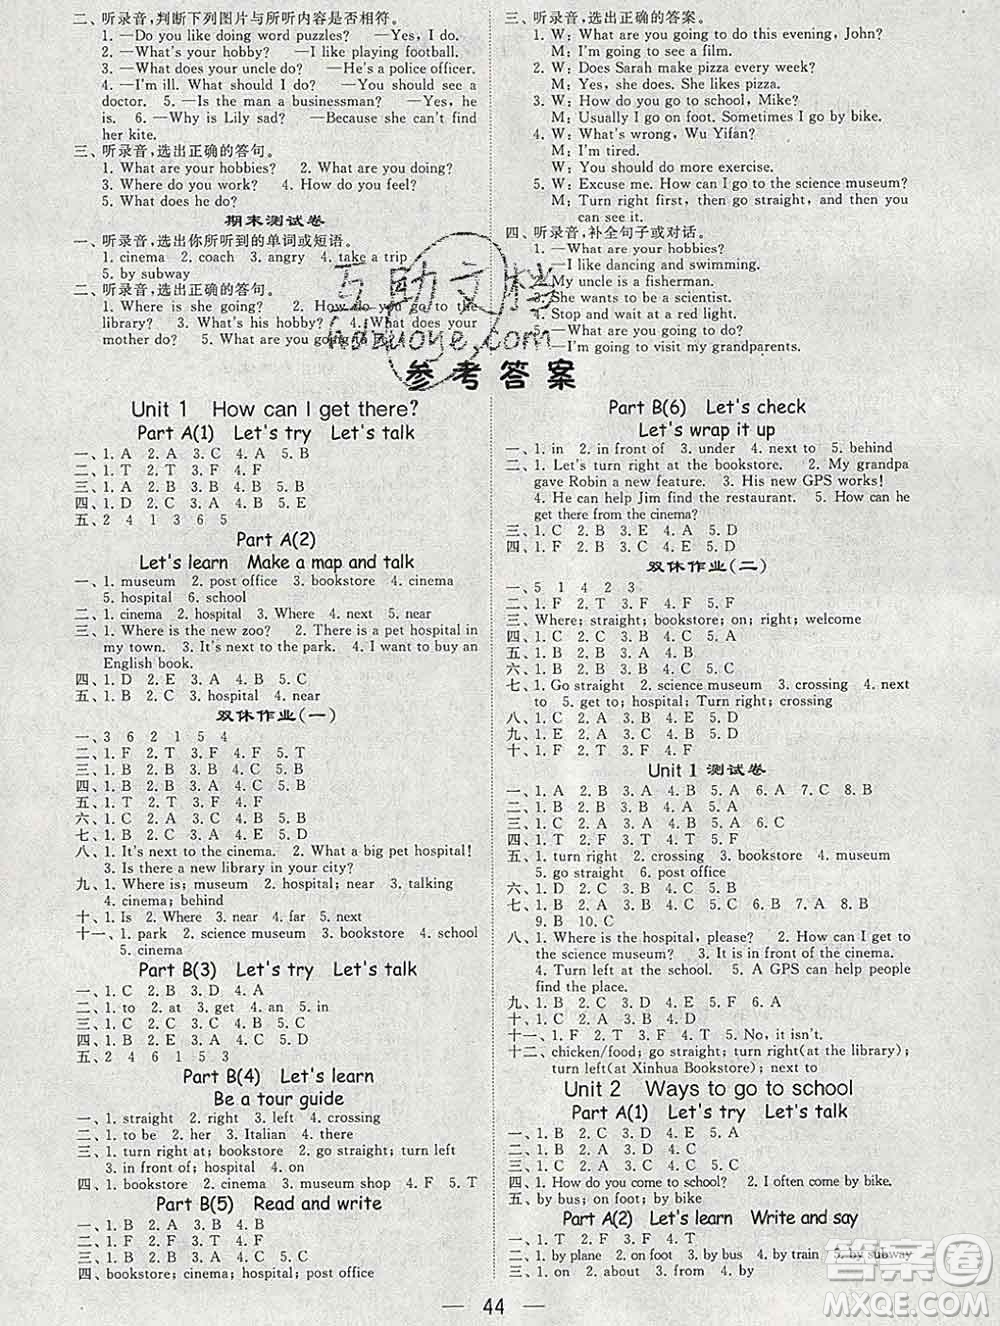 二、听录音,判断下列图片与所听内容是否相符。
1. —Do you like doing word puzzles? —Yes, I do.
2. —What's your hobby? —I like playing football.
3. —What does your uncle do? —He's a police officer.
4. —I'm ill. What should I do? —You should see a
doctor. 5. —Is the man a businessman? —Yes, he
is. 6. —Why is Lily sad? —Because she can't find
her kite.
三、听录音,选出正确的答句。
1. What are your hobbies? 2. What are you doing?
3. Where do you work? 4. How do you feel?
5. What does he do?
期末测试卷
一、听录音,选出你所听到的单词或短语。
1. cinema 2. coach 3. angry 4. take a trip
5. by subway
二、听录音,选出正确的答句。
1. Where is she going? 2. How do you go to the
library? 3. What's his hobby? 4. What does your
mother do? 5. What are you going to
互助文档
hdzuoye.com
三、听录音,选出正确的答案。
1. W: What are you going to do this evening, John?
M: I'm going to see a film.
2. W: Does Sarah make pizza every week?
M: Yes, she does. She likes pizza.
3. W: How do you go to school, Mike?
M: Usually I go on foot. Sometimes I go by bike.
4. W: What's wrong, Wu Yifan?
M: I'm tired.
W: You should do more exercise.
5. W: Excuse me. How can I go to the science museum?
M: Turn right first, then go straight, and you
can find it.
四、听录音,补全句子或对话。
1. —What are your hobbies?
—I like dancing and swimming.
2. My uncle is a fisherman.
3. She wants to be a scientist.
4. Stop and wait at a red light.
5. —What are you going to do?
—I'm going to visit my grandparents.
参考答案
Unit 1 How can I get there?
Part A(1) Let's try Let's talk
一、1. A 2. A 3. C 4. A 5. B
二、1. T 2. T 3. F 4. F
三、1. A 2. B 3. B 4. B 5. B
四、1. D 2. C 3. A 4. B 5. E
五、2 4 1 3 6 5
Part A(2)
Let's learn Make a map and talk
一、1. museum 2. post office 3. bookstore 4. cinema
5. hospital 6. school
二、1. cinema 2. hospital 3. Where 4. next 5. near
三、1. Where is the new zoo? 2. There is a pet hospital in
my town. 3. It's next to the park. 4. I want to buy an
English book.
四、1. D 2. E 3. A 4. B 5. C
五、1. A 2. C 3. hospital 4. near
双休作业(一)
一、3 6 2 1 5 4
二、1. F 2. T 3. F 4. F 5. T
三、1. B 2. B 3. B 4. A 5. B
四、1. B 2. A 3. B 4. B 5. A
五、1. T 2. T 3. F 4. F
六、1. C 2. B 3. A 4. B 5. C
七、1. B 2. B 3. A 4. B 5. A
八、1. It's next to the cinema. 2. What a big pet hospital!
3. Is there a new library in your city?
九、1. Where is; museum 2. hospital; near 3. talking
4. cinema; behind
十、1. Is 2. Where 3. near 4. far 5. next
十一、1. park 2. science museum 3. bookstore 4. school
5. cinema
Part B(3) Let's try Let's talk
一、1. C 2. B 3. D 4. A
二、1. to 2. at 3. get 4. an 5. in
三、1. C 2. C 3. B 4. A 5. C
四、1. D 2. B 3. E 4. A 5. C
五、2 4 6 1 5 3
Part B(4) Let's learn
Be a tour guide
一、1. straight 2. right 3. left 4. crossing
二、1. to be 2. her 3. Italian 4. there
三、1. turn right at; bookstore 2. go straight; turn left
3. in front of; hospital 4. on
四、1. bookstore 2. cinema 3. museum shop 4. F 5. T
Part B(5) Read and write
一、1. B 2. A 3. B 4. B
二、1. F 2. T 3. F 4. F 5. F
三、1. C 2. B 3. B 4. A 5. B
四、bookstore; cinema; hospital; post office
Part B(6) Let's check
Let's wrap it up
一、1. in 2. in front of 3. under 4. next to 5. behind
二、1. Let's turn right at the bookstore. 2. My grandpa
gave Robin a new feature. 3. His new GPS works!
4. He can help Jim find the restaurant. 5. How can he
get there from the cinema?
三、1. C 2. B 3. E 4. A 5. D
四、1. F 2. B 3. C 4. A 5. D
双休作业(二)
一、5 1 4 2 3
二、1. F 2. T 3. F 4. F 5. T
三、Where; straight; bookstore; on; right; welcome
四、1. C 2. C 3. B 4. A 5. B
五、1. C 2. B 3. A 4. A 5. B
六、1. B 2. C 3. A 4. B 5. C
七、1. Go straight 2. science museum 3. crossing 4. next
to 5. get to; hospital; Turn right; crossing
八、1. C 2. A 3. B 4. E 5. D
九、1. D 2. A 3. B 4. C 5. D
十、1. F 2. T 3. F 4. F 5. F
Unit 1 测试卷
一、1. A 2. A 3. A 4. B 5. A 6. A 7. C 8. B
二、1. B 2. B 3. A 4. B 5. A
三、1. C 2. C 3. B 4. B 5. A 6. C
四、1. T 2. F 3. F 4. T 5. F
五、1. turn right 2. crossing 3. bookstore 4. museum
5. go straight 6. post office
六、1. D 2. C 3. B 4. C 5. B
七、1. B 2. A 3. C 4. C 5. C 6. B 7. A 8. B
9. B 10. C
八、1. Where is the hospital, please? 2. How can I get to
the science museum? 3. It is in front of the hospital.
4. Turn left at the school. 5. A GPS can help people
find the place.
九、1. B 2. C 3. A 4. D 5. B
十、1. C 2. A 3. B 4. D
十一、1. F 2. T 3. F 4. T 5. No, it isn't.
十二、chicken/food; go straight; turn right(at the library);
turn left(at Xinhua Bookstore); next to
Unit 2 Ways to go to school
Part A(1) Let's try Let's talk
一、1. B 2. C 3. D 4. E 5. A
二、1. D 2. A 3. B 4. C
三、1. C 2. C 3. B 4. C
四、1. How do you come to school? 2. I often come by bike.
五、by bus; on foot; by bike
Part A(2) Let's learn Write and say
一、1. T 2. F 3. F 4. T
二、1. by plane 2. on foot 3. by bus 4. by train 5. by subway
三、1. on 2. about 3. from 4. by
答案圈
MXQE.COM
— 44 —